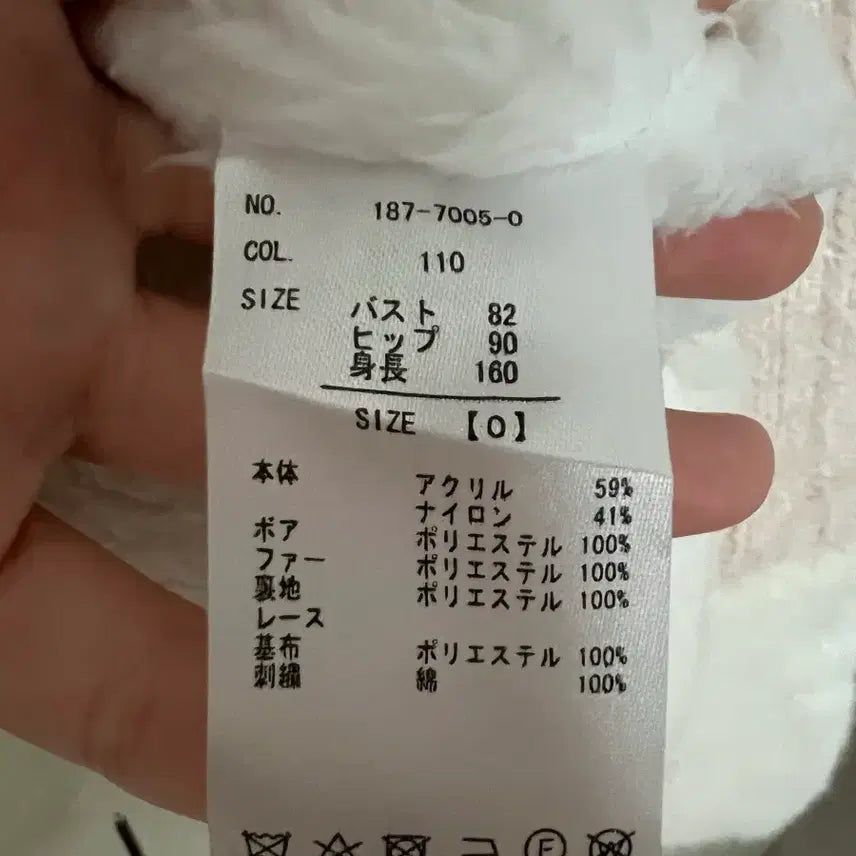 NO. 187-7005-0
COL. 110
SIZE バスト 82
ヒップ 90
身長 160
SIZE 【0】
本体 アクリル 59%
ナイロン 41%
ボア ポリエステル 100%
ファー ポリエステル 100%
裏地 ポリエステル 100%
レース
基布 ポリエステル 100%
刺繍 綿 100%
F
W